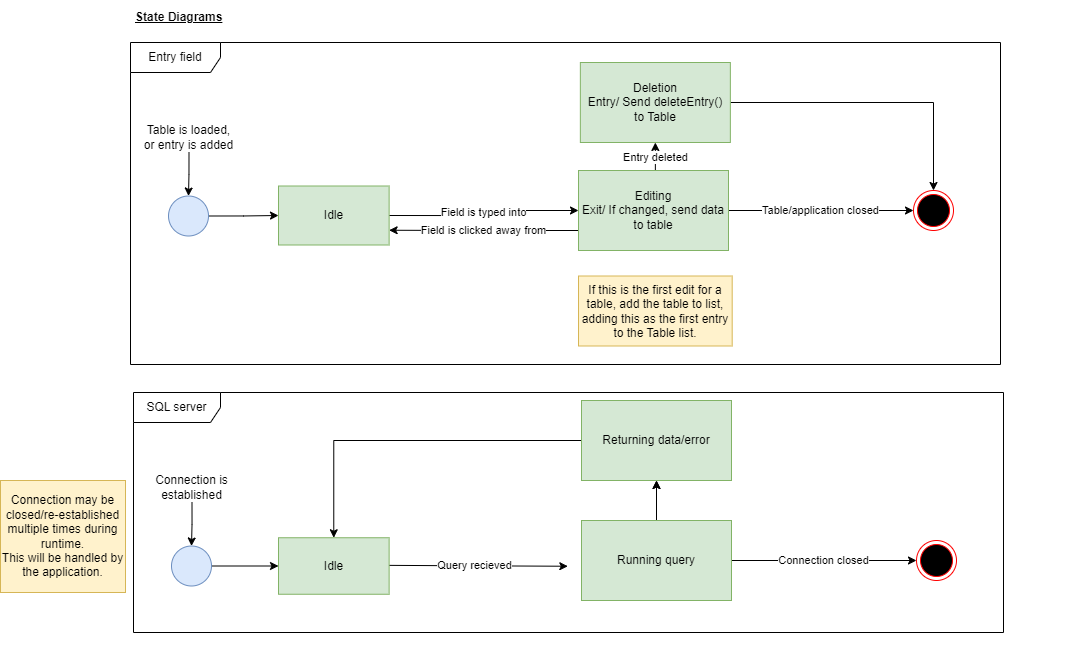 State Diagrams
Entry field
Table is loaded,
or entry is added
Idle
Field is typed into
Field is clicked away from
Deletion
Entry/ Send deleteEntry()
to Table
Entry deleted
Editing
Exit/ If changed, send data
to table
Table/application closed
If this is the first edit for a
table, add the table to list,
adding this as the first entry
to the Table list.
SQL server
Connection may be
closed/re-established
multiple times during
runtime.
This will be handled by
the application.
Connection is
established
Idle
Query recieved
Returning data/error
Running query
Connection closed